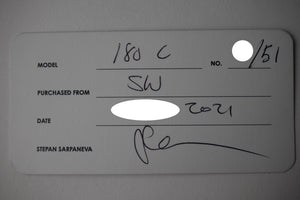 MODEL 180 C NO. /51
PURCHASED FROM SW
DATE 2021
STEPAN SARPANEVA